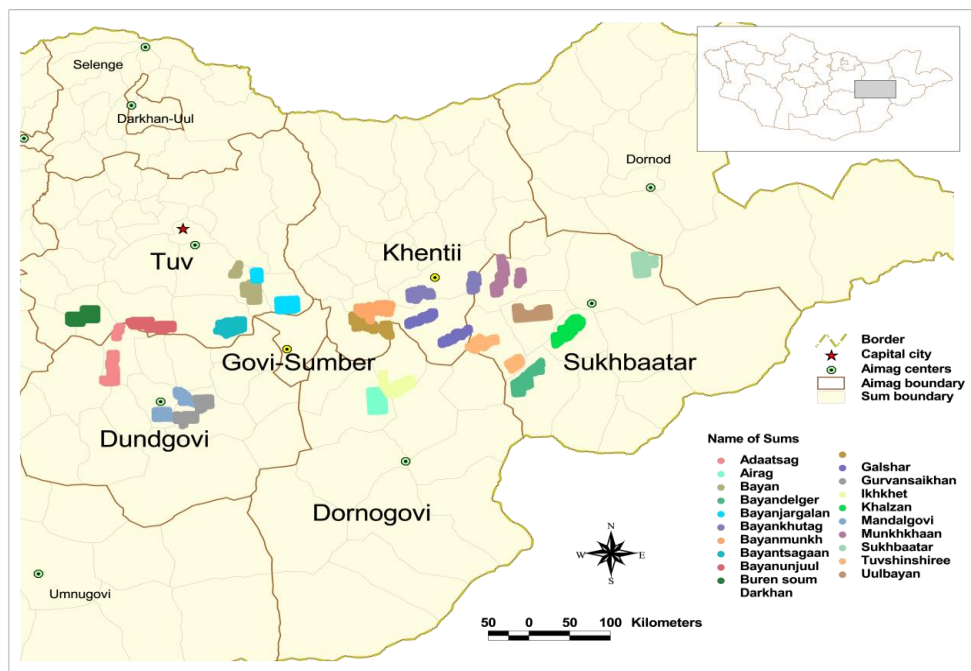 Selenge
Darkhan-Uul
Dornod
Tuv
Khentii
Govi-Sumber
Sukhbaatar
Dundgovi
Dornogovi
Umnugovi
Border
Capital city
Aimag centers
Aimag boundary
Sum boundary
Name of Sums
Adaatsag
Airag
Bayan
Bayandelger
Bayanjargalan
Bayankhutag
Bayanmunkh
Bayantsagaan
Bayanunjuul
Buren soum
Darkhan
Galshar
Gurvansaikhan
Ikhkhet
Khalzan
Mandalgovi
Munkhkhaan
Sukhbaatar
Tuvshinshiree
Uulbayan
N
W E
S
50 0 50 100 Kilometers